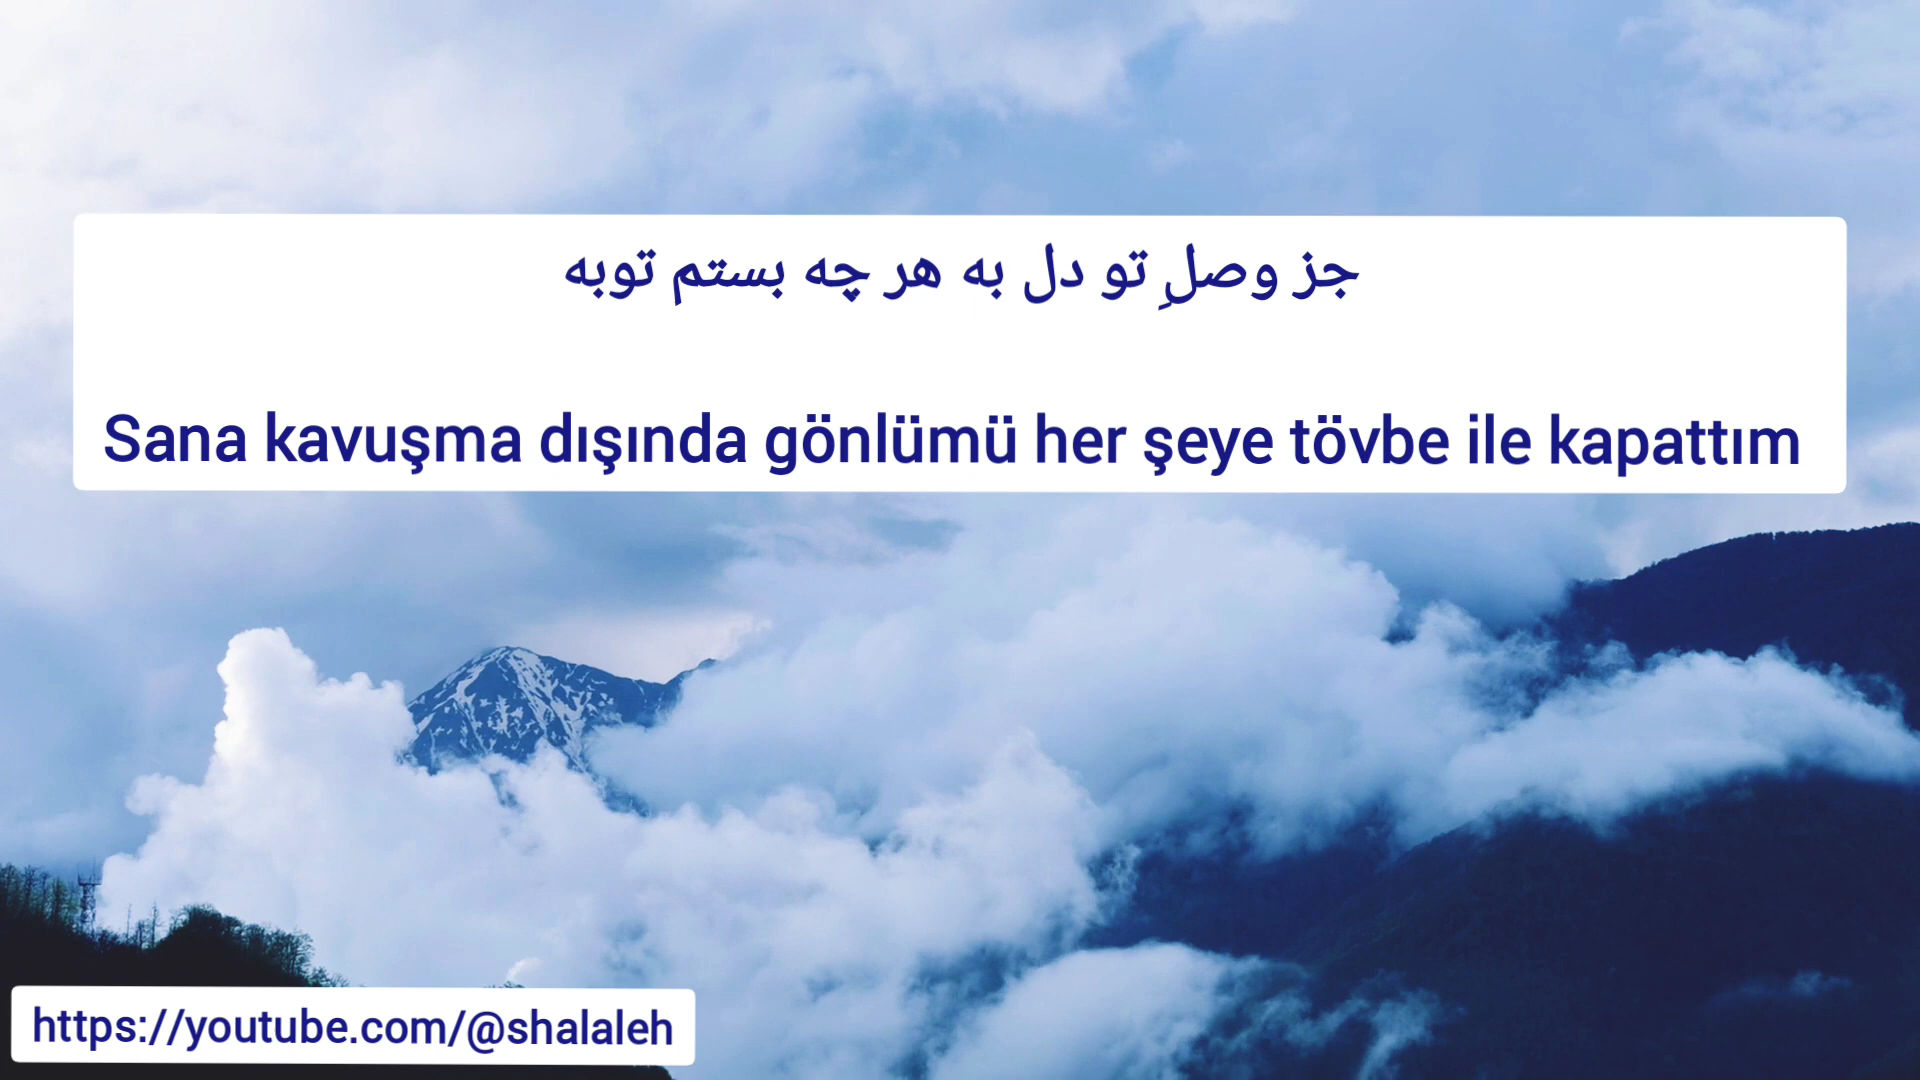 جز وصلِ تو دل به هر چه بستم توبه
Sana kavuşma dışında gönlümü her şeye tövbe ile kapattım
https://youtube.com/@shalaleh